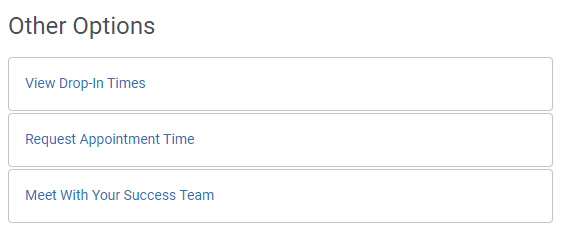 Other Options
View Drop-In Times
Request Appointment Time
Meet With Your Success Team